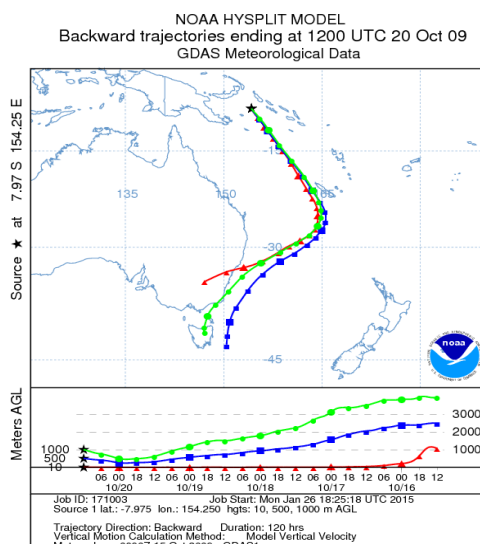 NOAA HYSPLIT MODEL
Backward trajectories ending at 1200 UTC 20 Oct 09
GDAS Meteorological Data
Source ★ at 7.97 S 154.25 E
135
150
-15
-30
-45
noaa
Meters AGL
1000
500
10
3000
2000
1000
06 00 18 12 06 00 18 12 06 00 18 12 06 00 18 12 06 00 18 12
10/20 10/19 10/18 10/17 10/16
Job ID: 171003 Job Start: Mon Jan 26 18:25:18 UTC 2015
Source 1 lat.: -7.975 lon.: 154.250 hgts: 10, 500, 1000 m AGL
Trajectory Direction: Backward Duration: 120 hrs
Vertical Motion Calculation Method: Model Vertical Velocity